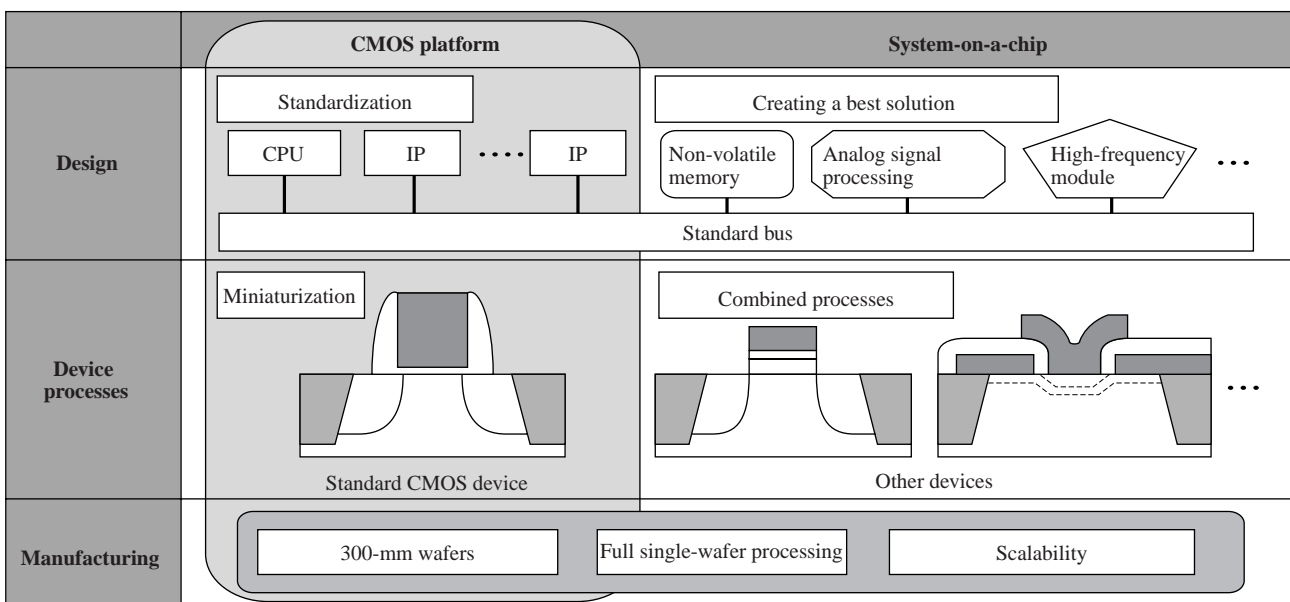 CMOS platform
System-on-a-chip
Design
Standardization
Creating a best solution
CPU
IP
....
IP
Non-volatile
memory
Analog signal
processing
High-frequency
module
...
Standard bus
Device
processes
Miniaturization
Combined processes
...
Standard CMOS device
Other devices
Manufacturing
300-mm wafers
Full single-wafer processing
Scalability